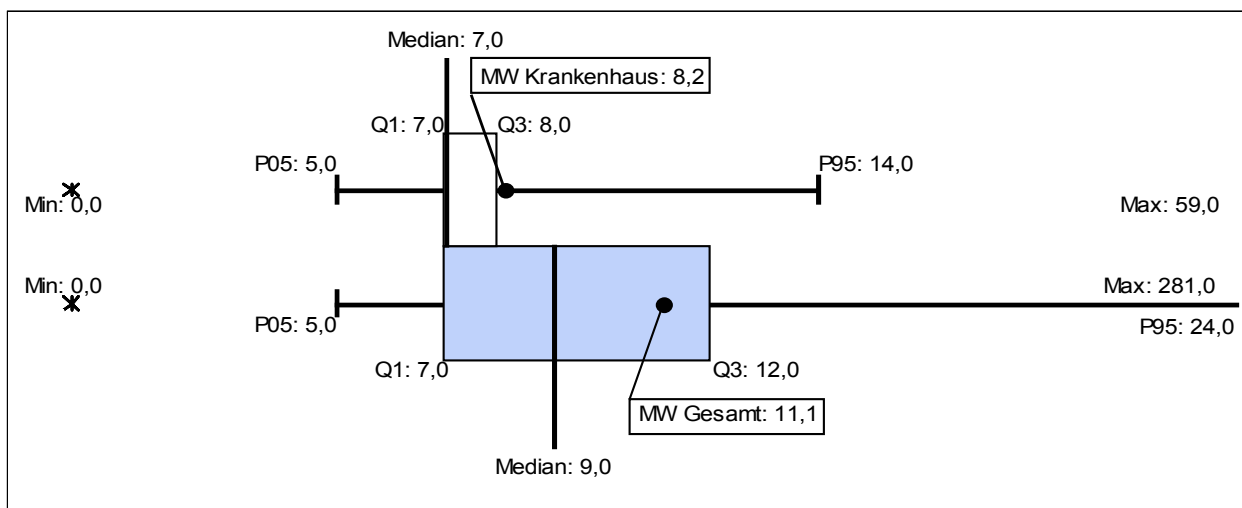 Median: 7,0
MW Krankenhaus: 8,2
Q1: 7,0
Q3: 8,0
P05: 5,0
P95: 14,0
Min: 0,0
Max: 59,0
Min: 0,0
Max: 281,0
P05: 5,0
P95: 24,0
Q1: 7,0
Q3: 12,0
MW Gesamt: 11,1
Median: 9,0